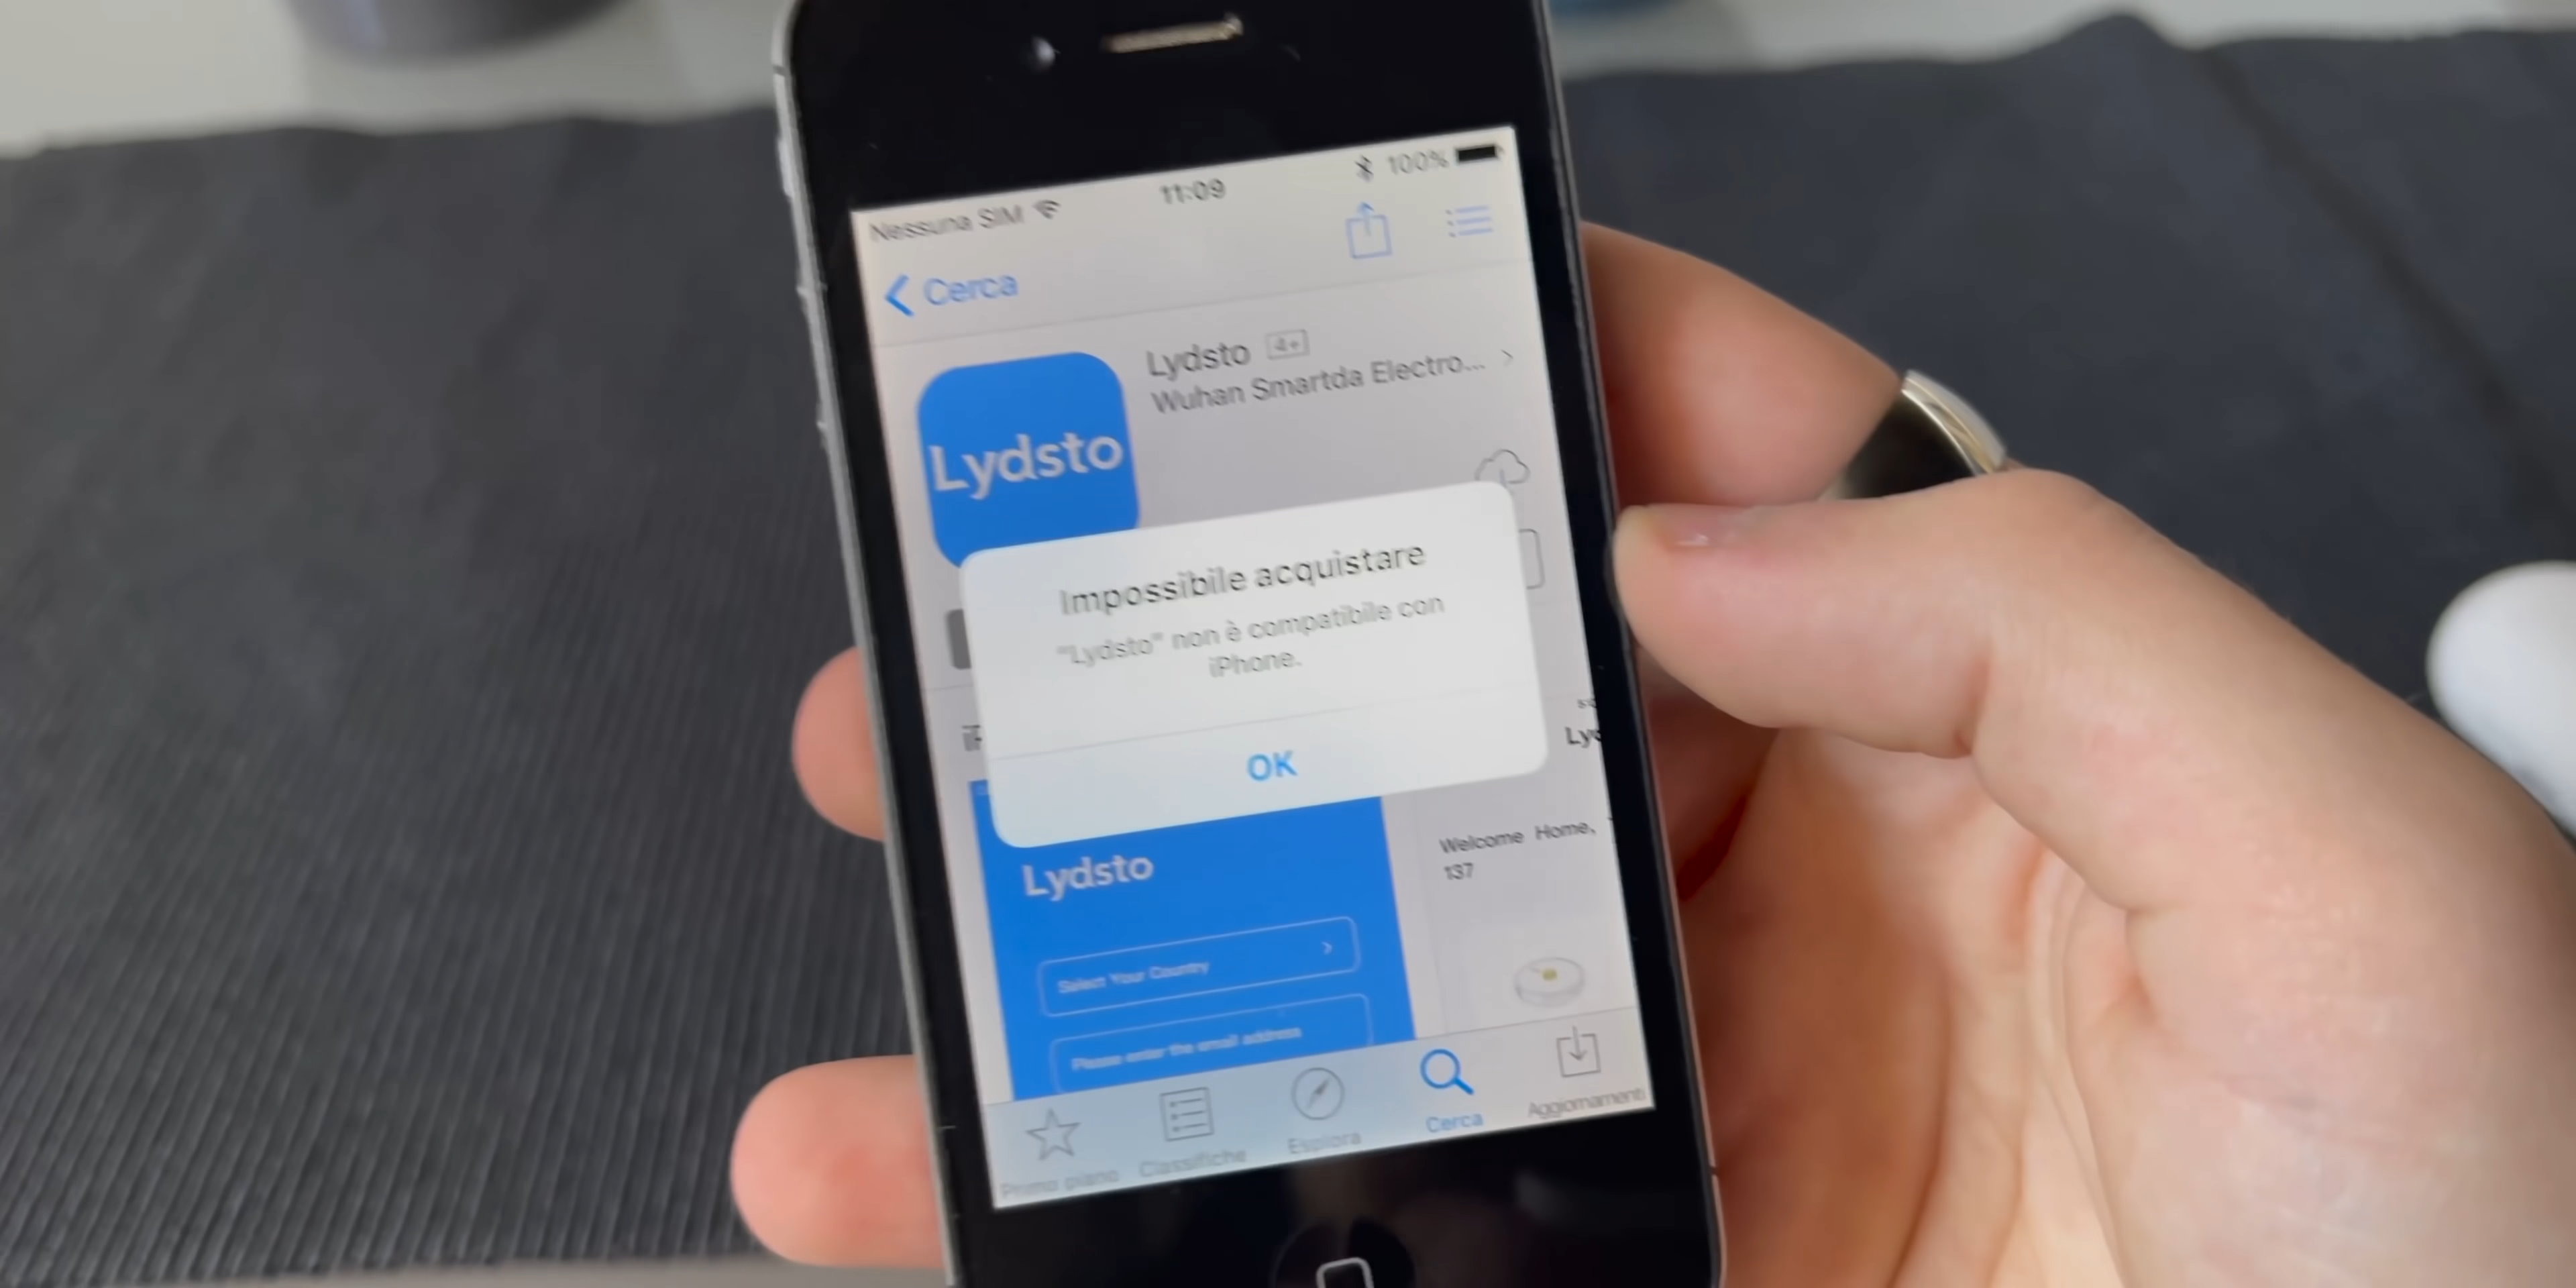 Nessuna SIM
11:09
100%
Cerca
Lydsto 4+
Wuhan Smartda Electro...
Lydsto
Impossibile acquistare
"Lydsto" non è compatibile con
iPhone.
OK
Lyd
Lydsto
Welcome Home,
137
Select Your Country
Please enter the email address
Primo piano
Classifiche
Esplora
Cerca
Aggiornamenti